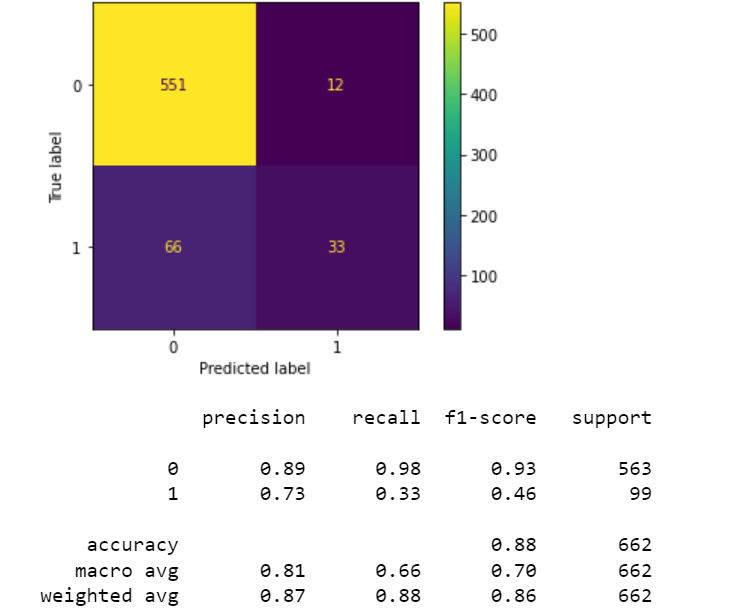 500
0
551
12
400
True label
300
200
1
66
33
100
0 1
Predicted label
precision recall f1-score support
0 0.89 0.98 0.93 563
1 0.73 0.33 0.46 99
accuracy 0.88 662
macro avg 0.81 0.66 0.70 662
weighted avg 0.87 0.88 0.86 662